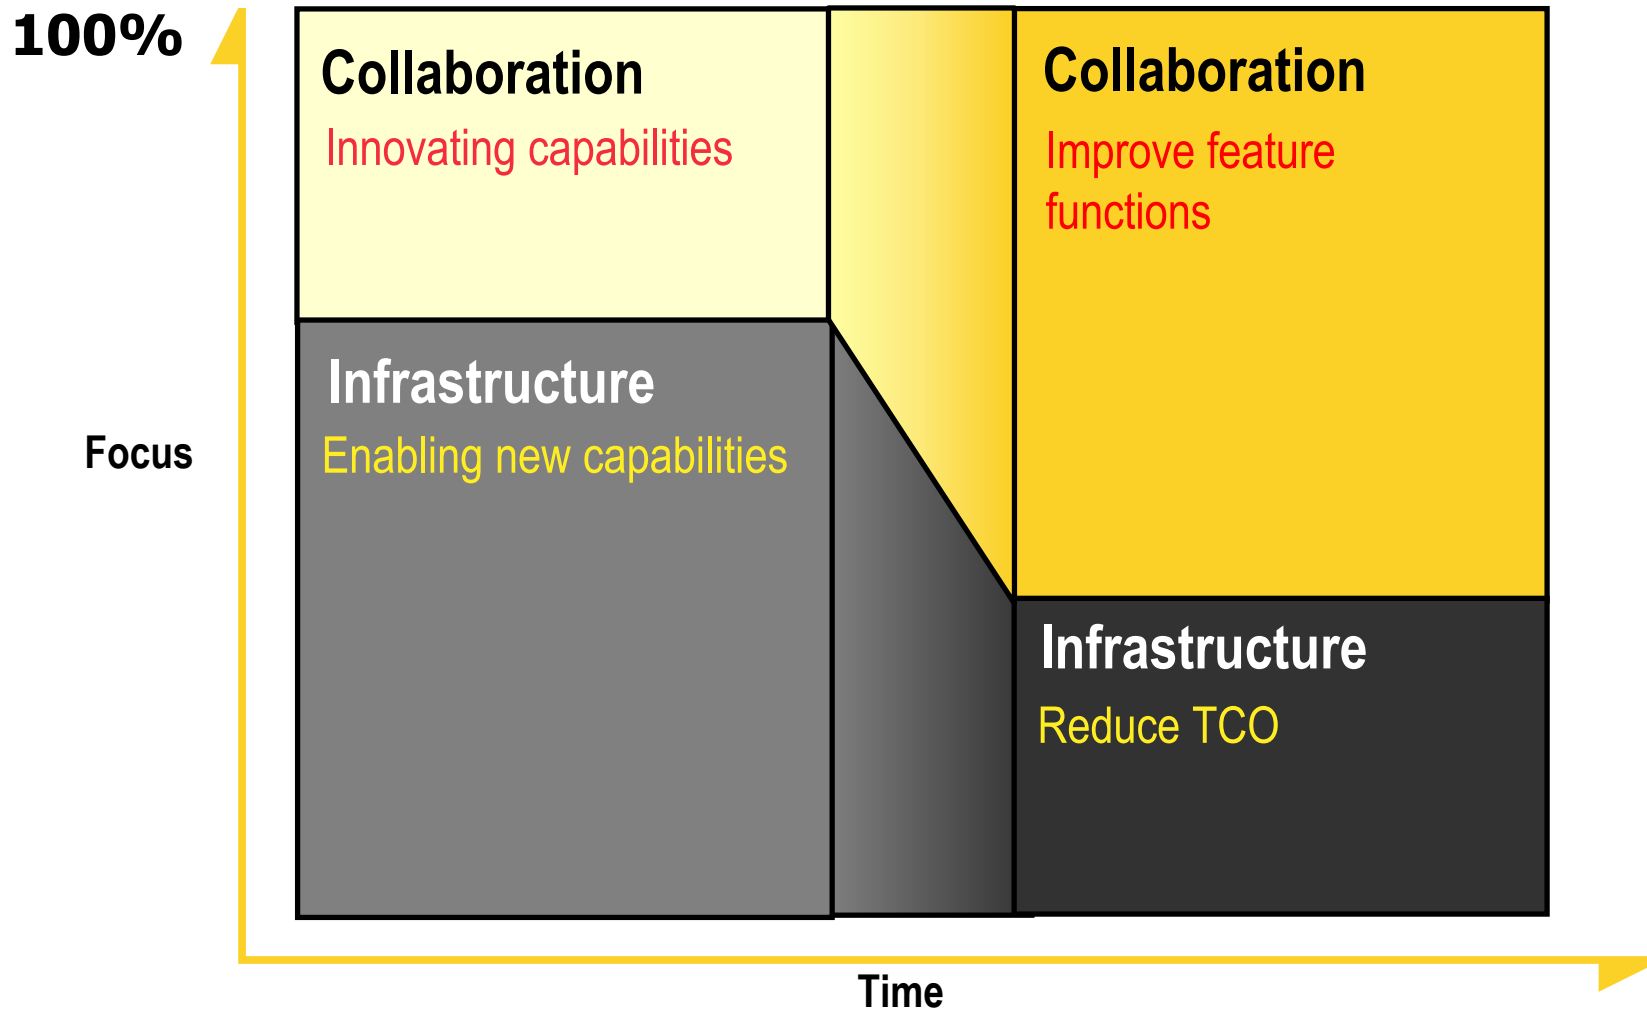 100%
Collaboration
Innovating capabilities
Collaboration
Improve feature
functions
Infrastructure
Enabling new capabilities
Focus
Infrastructure
Reduce TCO
Time